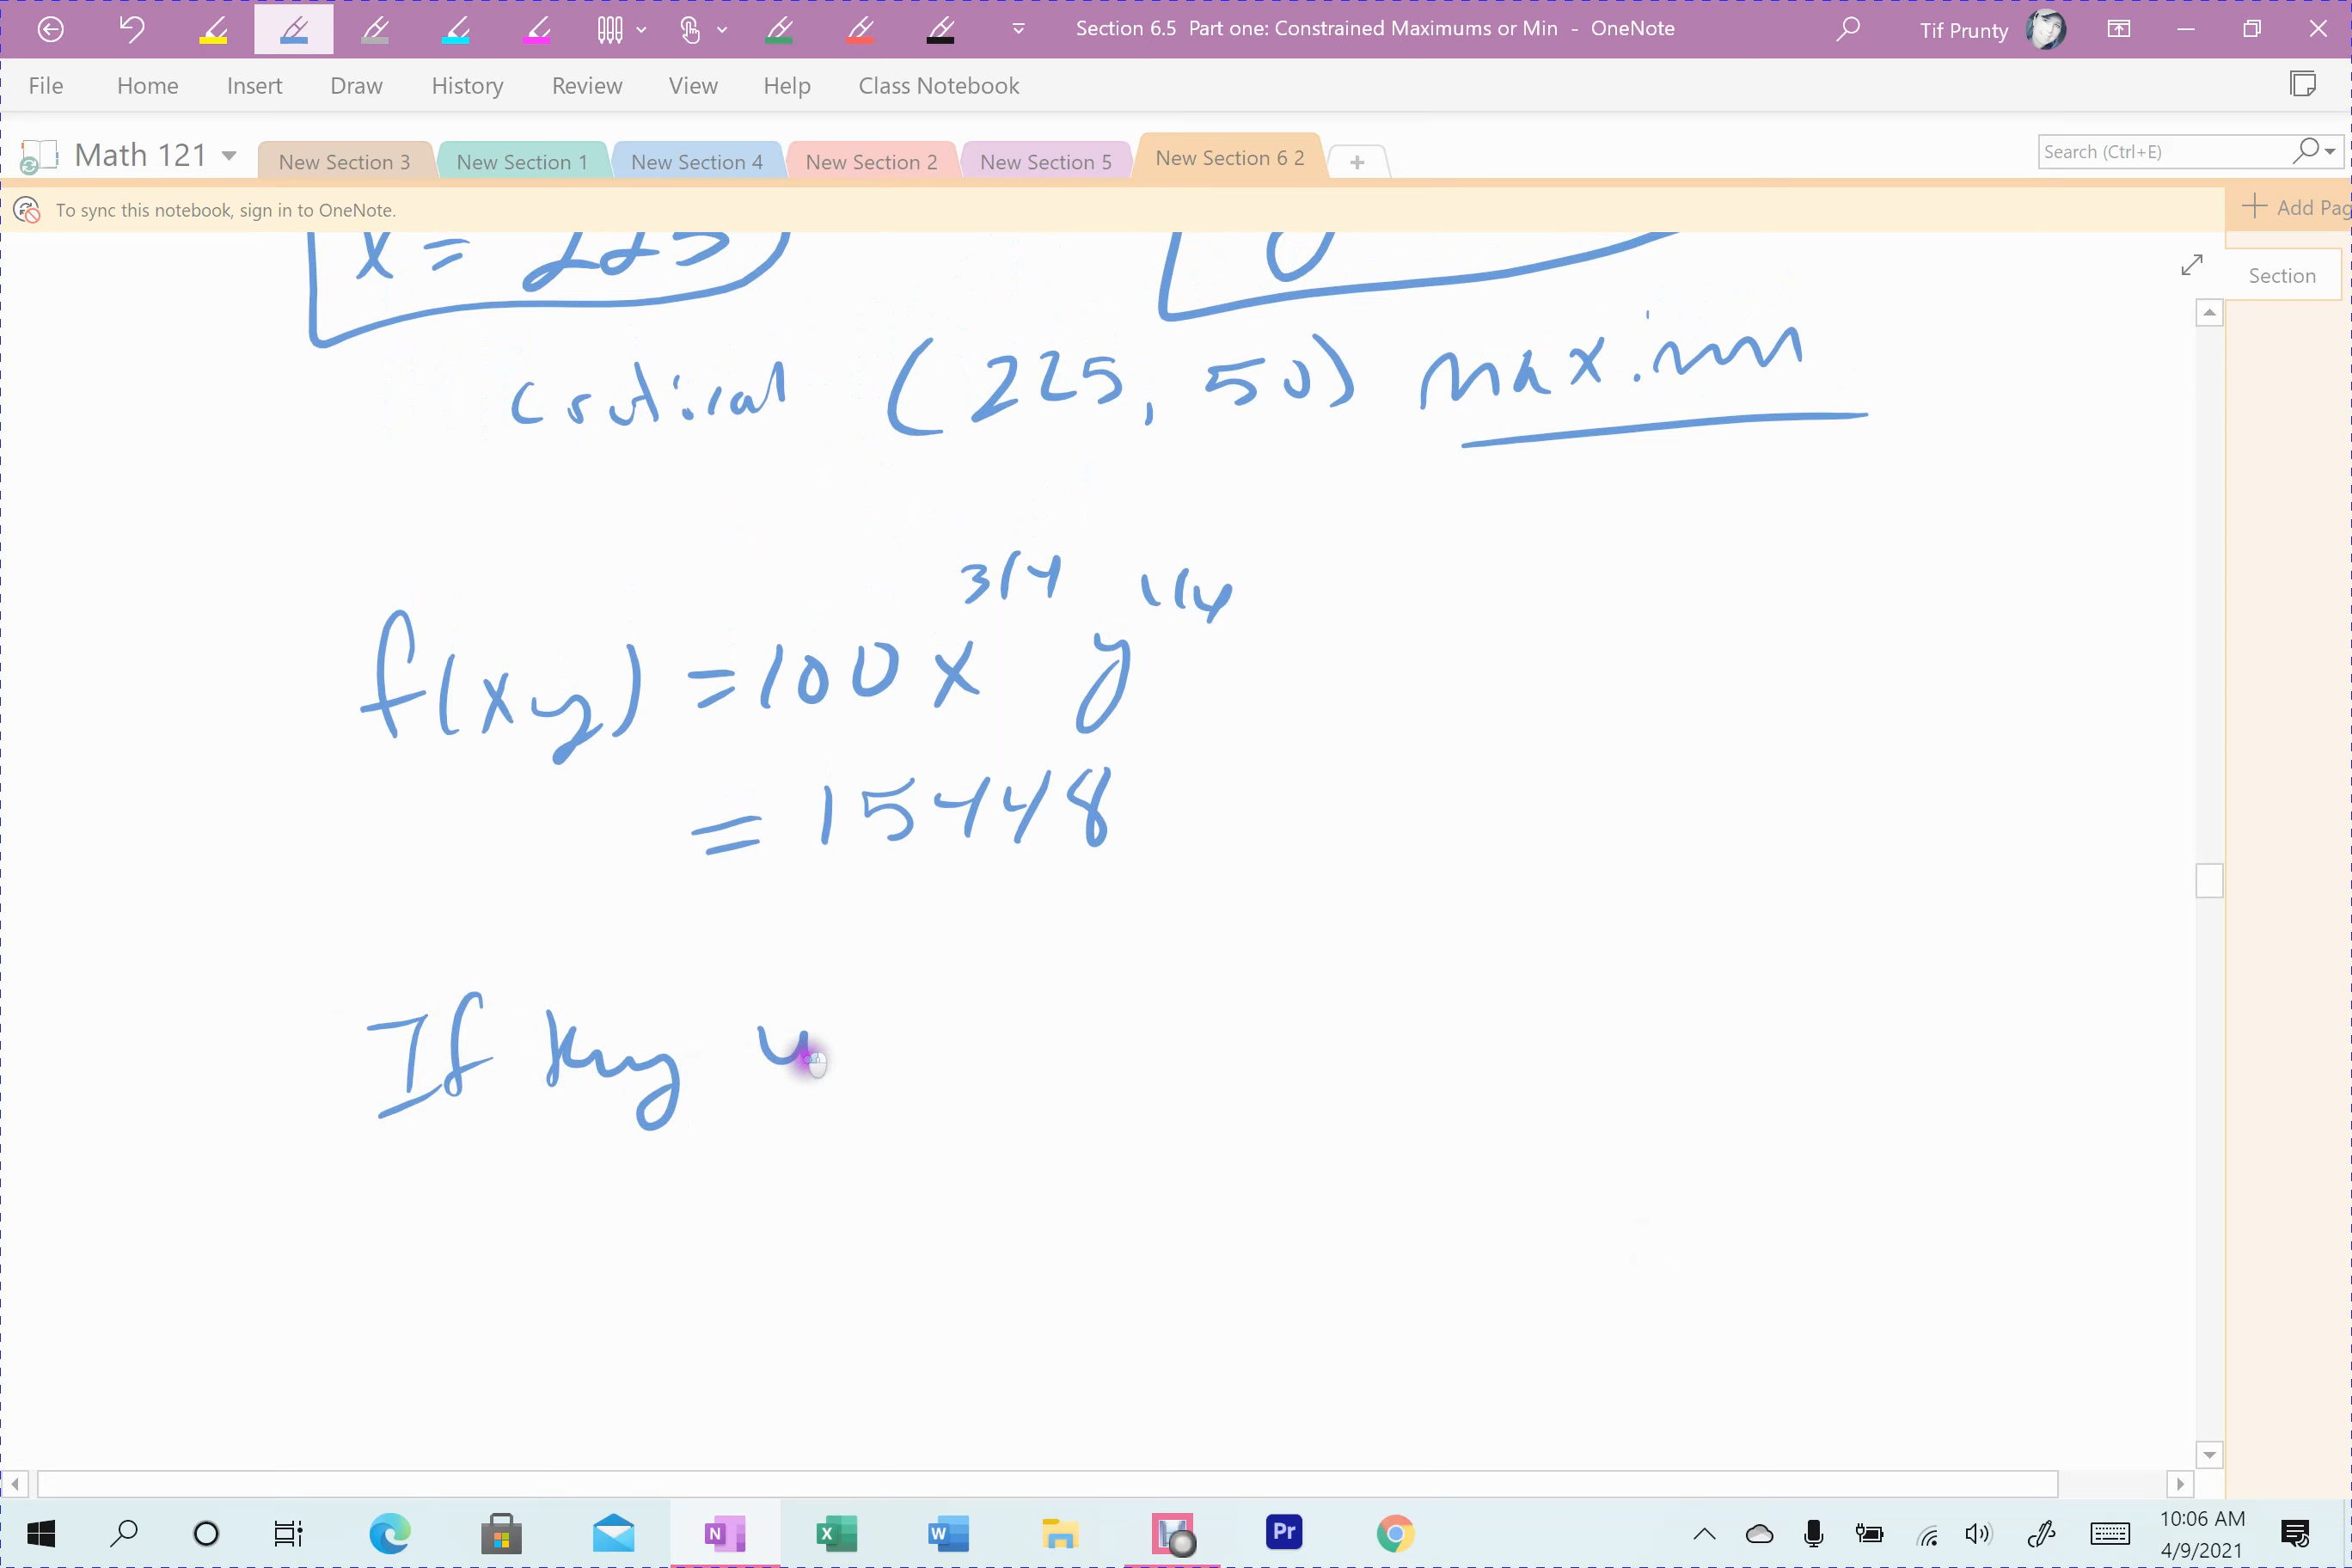 Section 6.5 Part one: Constrained Maximums or Min - OneNote
Tif Prunty
File Home Insert Draw History Review View Help Class Notebook
Math 121
New Section 3 New Section 1 New Section 4 New Section 2 New Section 5 New Section 6 2 +
Search (Ctrl+E)
To sync this notebook, sign in to OneNote.
Add Pag
Section
x = 225
critical (225, 50) maximum
3/4 1/4
f(xy) = 100 x y
= 15448
If they
10:06 AM
4/9/2021